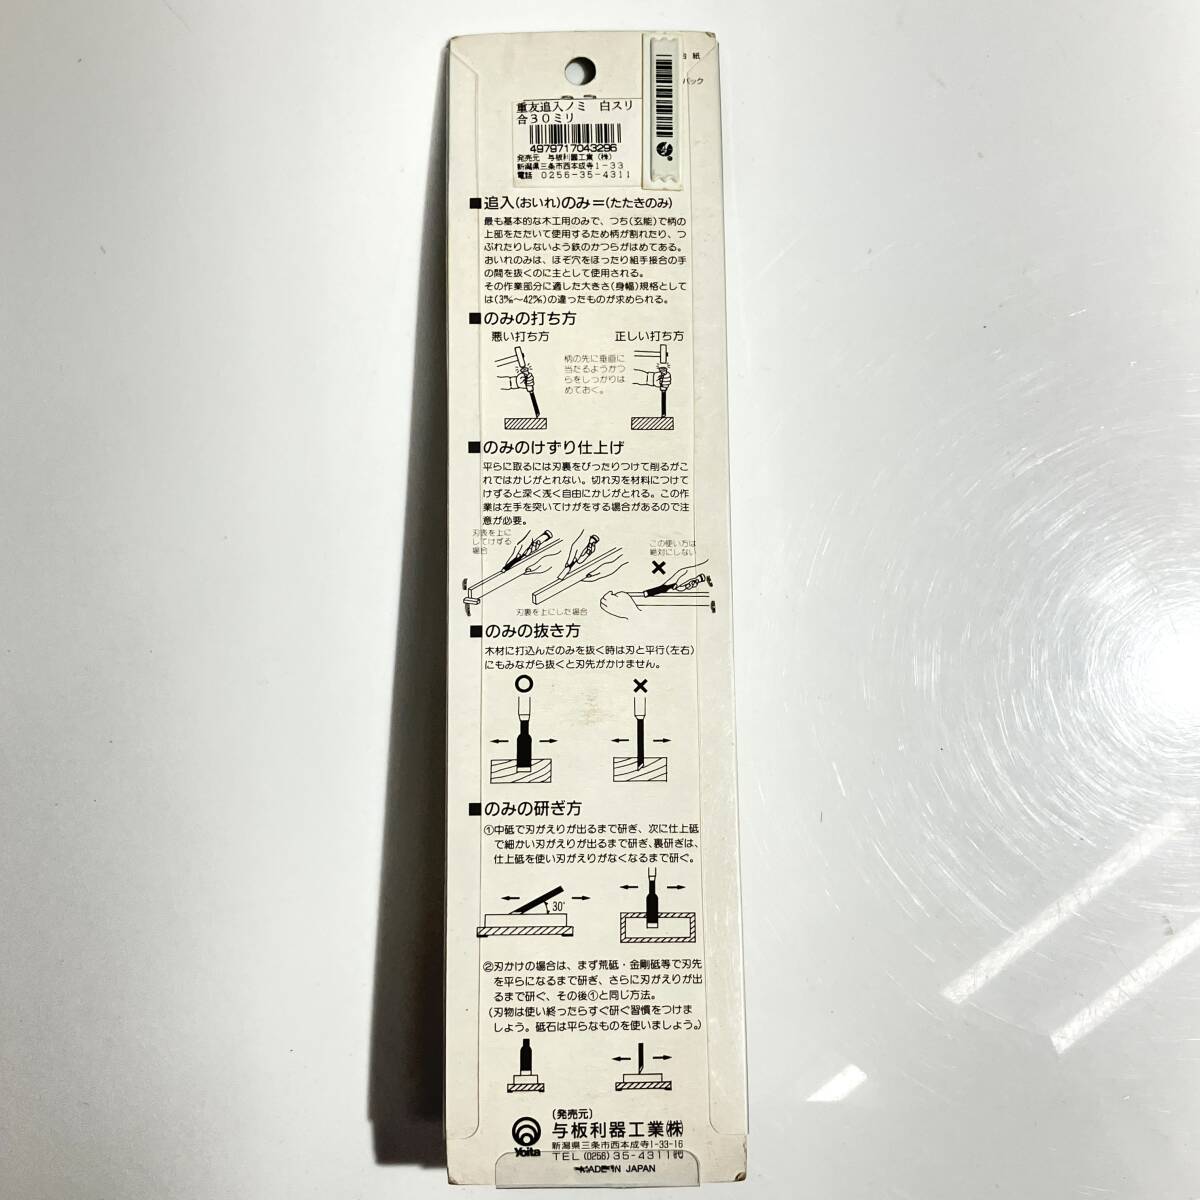 台紙
パック
重友追入ノミ 白スリ
合30ミリ
4979717043296
発売元 与板利器工業(株)
新潟県三条市西本成寺1-33
電話 0256-35-4311
■追入(おいれ)のみ=(たたきのみ)
最も基本的な木工用のみで、つち(玄能)で柄の
上部をたたいて使用するため柄が割れたり、つ
ぶれたりしないよう鉄のかつらがはめてある。
おいれのみは、ほぞ穴をほったり組手接合の手
の間を抜くのに主として使用される。
その作業部分に適した大きさ(身幅)規格として
は(3㎜~42㎜)の違ったものが求められる。
■のみの打ち方
悪い打ち方
正しい打ち方
柄の先に垂直に
当たるようかつ
らをしっかりは
めておく。
■のみのけずり仕上げ
平らに取るには刃裏をぴったりつけて削るがこ
れではかじがとれない。切れ刃を材料につけて
けずると深く浅く自由にかじがとれる。この作
業は左手を突いてけがをする場合があるので注
意が必要。
刃表を上に
してけずる
場合
この使い方は
絶対にしない
×
刃裏を上にした場合
■のみの抜き方
木材に打込んだのみを抜く時は刃と平行(左右)
にもみながら抜くと刃先がかけません。
○ ×
■のみの研ぎ方
①中砥で刃がえりが出るまで研ぎ、次に仕上砥
で細かい刃がえりが出るまで研ぎ、裏研ぎは、
仕上砥を使い刃がえりがなくなるまで研ぐ。
30°
②刃かけの場合は、まず荒砥・金剛砥等で刃先
を平らになるまで研ぎ、さらに刃がえりが出
るまで研ぐ、その後①と同じ方法。
(刃物は使い終ったらすぐ研ぐ習慣をつけま
しょう。砥石は平らなものを使いましょう。)
(発売元)
与板利器工業㈱
Yoita
新潟県三条市西本成寺1-33-16
TEL (0256) 35-4311㈹
MADE IN JAPAN